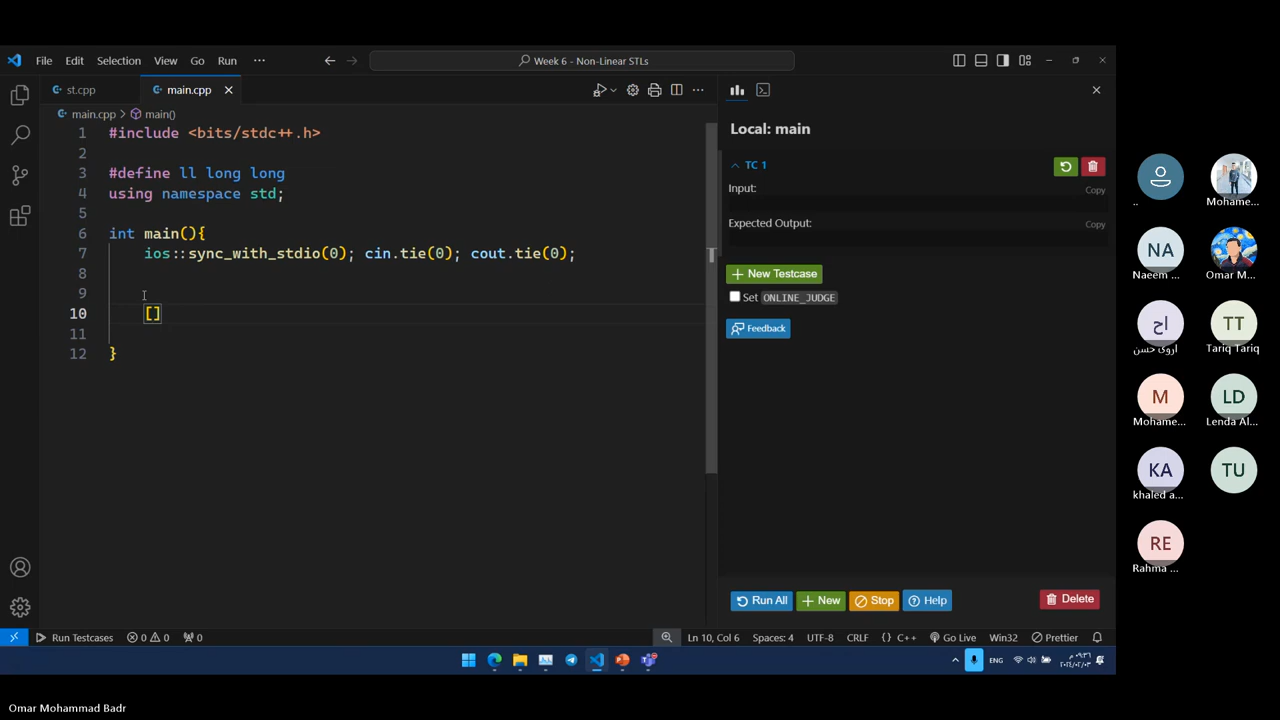 File Edit Selection View Go Run ··· Week 6 - Non-Linear STLs
st.cpp main.cpp
main.cpp > main()
1 #include <bits/stdc++.h>
2
3 #define ll long long
4 using namespace std;
5
6 int main(){
7 ios::sync_with_stdio(0); cin.tie(0); cout.tie(0);
8
9
10 []
11
12 }
Local: main
TC 1
Input:
Copy
Expected Output:
Copy
+ New Testcase
Set ONLINE_JUDGE
Feedback
Run All + New Stop Help Delete
Run Testcases 0 0 0 Ln 10, Col 6 Spaces: 4 UTF-8 CRLF {} C++ Go Live Win32 Prettier
ENG
..
Mohame...
NA
Naeem ...
Omar M...
اح
اروى حسن
TT
Tariq Tariq
M
Mohame...
LD
Lenda Al...
KA
khaled a...
TU
RE
Rahma ...
Omar Mohammad Badr